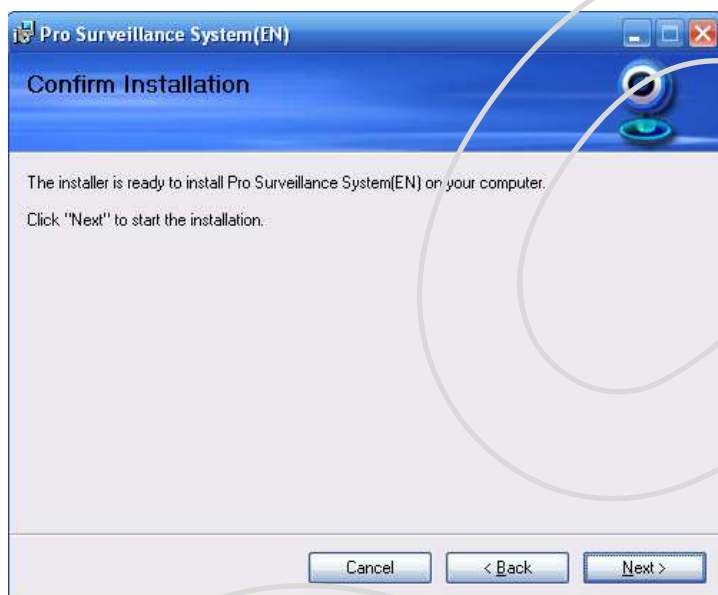 Pro Surveillance System(EN)
Confirm Installation
The installer is ready to install Pro Surveillance System(EN) on your computer.
Click "Next" to start the installation.
Cancel
< Back
Next >